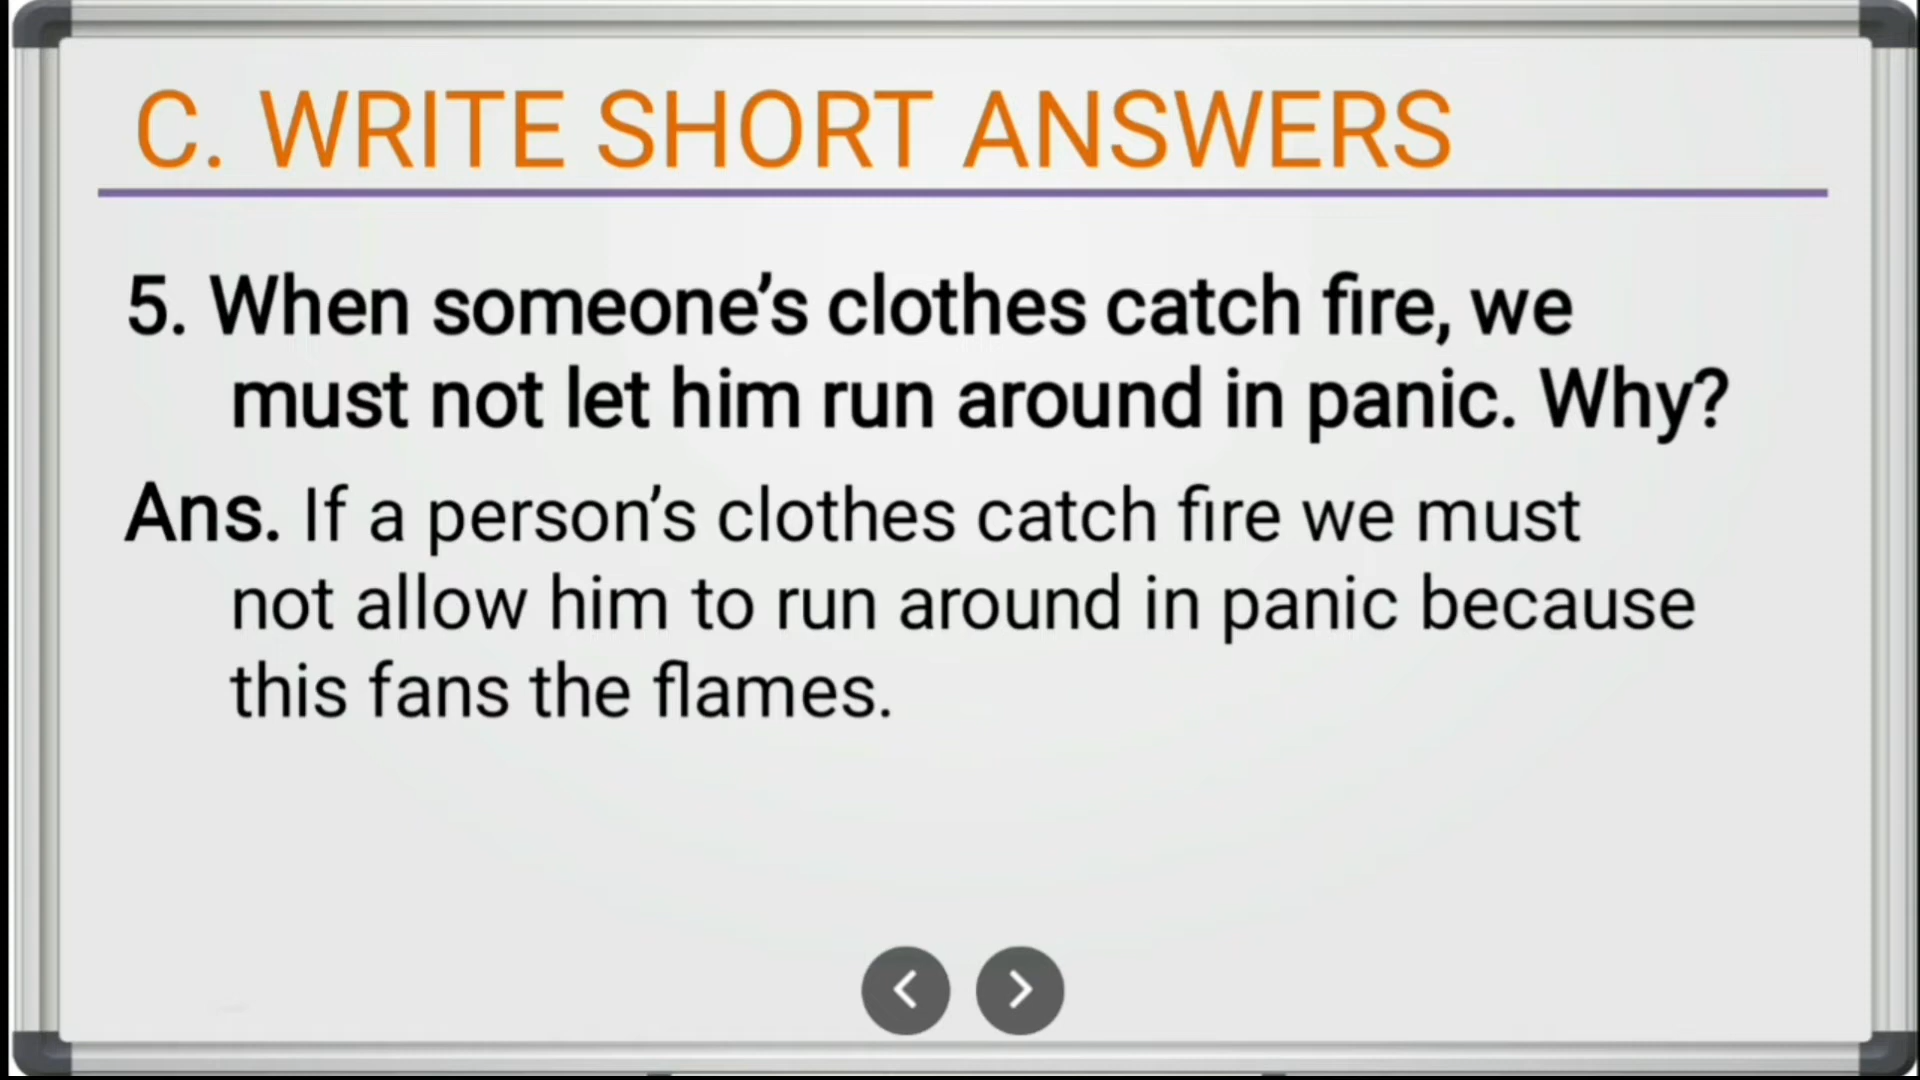 C. WRITE SHORT ANSWERS
5. When someone’s clothes catch fire, we
must not let him run around in panic. Why?
Ans. If a person’s clothes catch fire we must
not allow him to run around in panic because
this fans the flames.